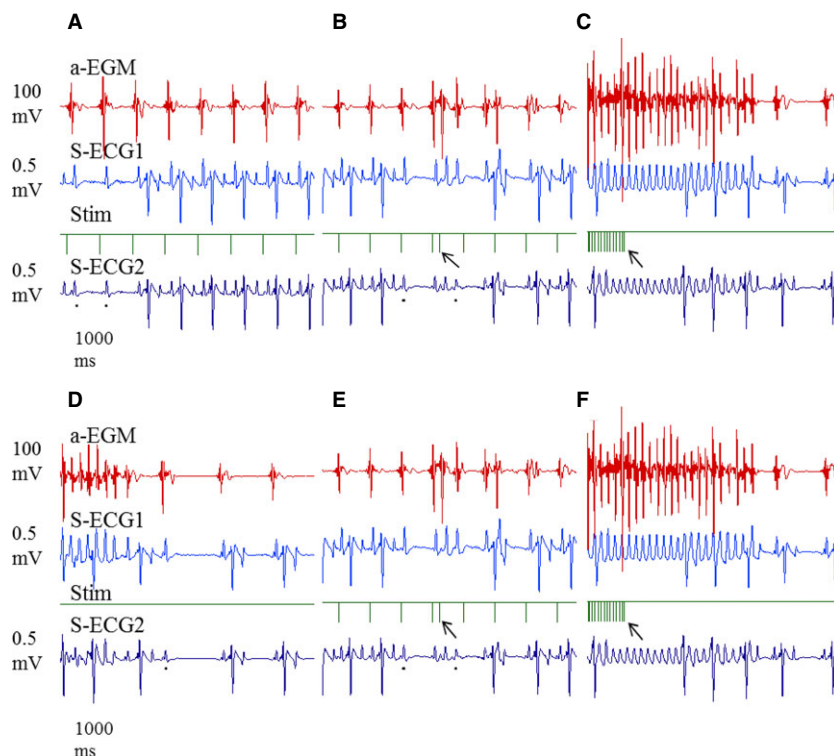 A B C
a-EGM
100
mV
S-ECG1
0.5
mV
Stim
S-ECG2
0.5
mV
1000
ms
D E F
a-EGM
100
mV
S-ECG1
0.5
mV
Stim
S-ECG2
0.5
mV
1000
ms